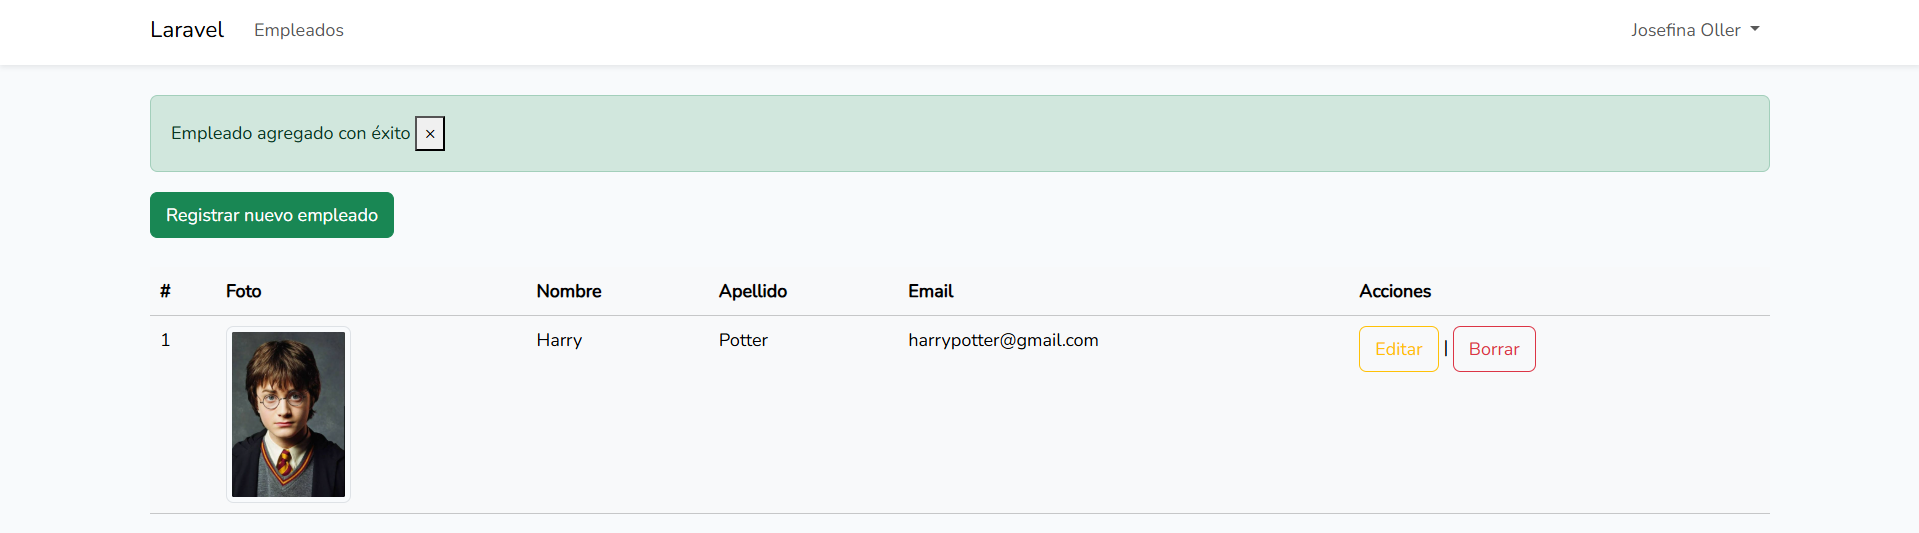 Laravel Empleados Josefina Oller
Empleado agregado con éxito ×
Registrar nuevo empleado
# Foto Nombre Apellido Email Acciones
1 Harry Potter harrypotter@gmail.com Editar | Borrar